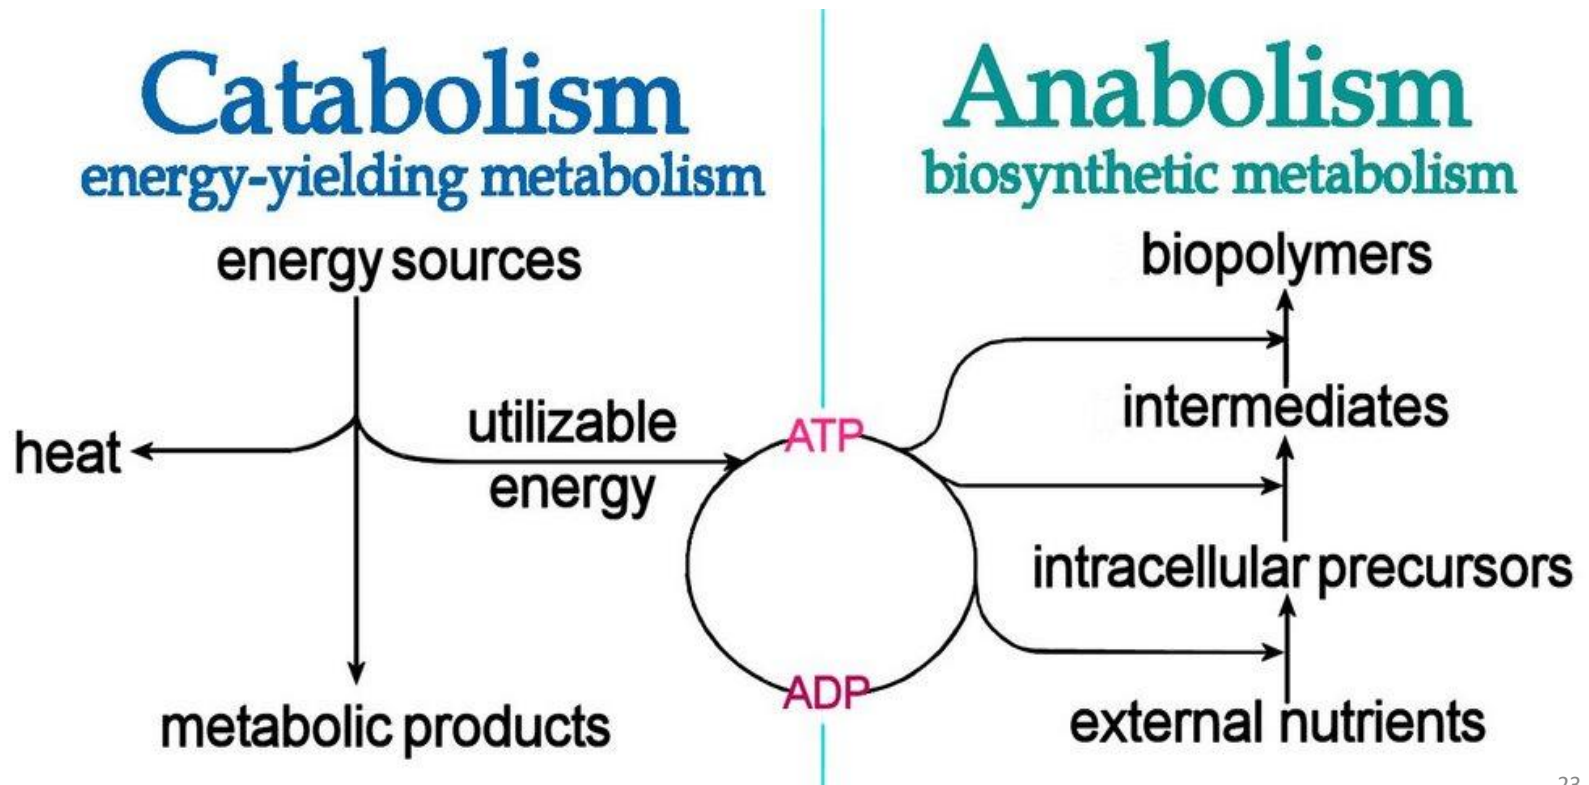 Catabolism
energy-yielding metabolism
energy sources
heat
utilizable
energy
metabolic products
ATP
ADP
Anabolism
biosynthetic metabolism
biopolymers
intermediates
intracellular precursors
external nutrients
23